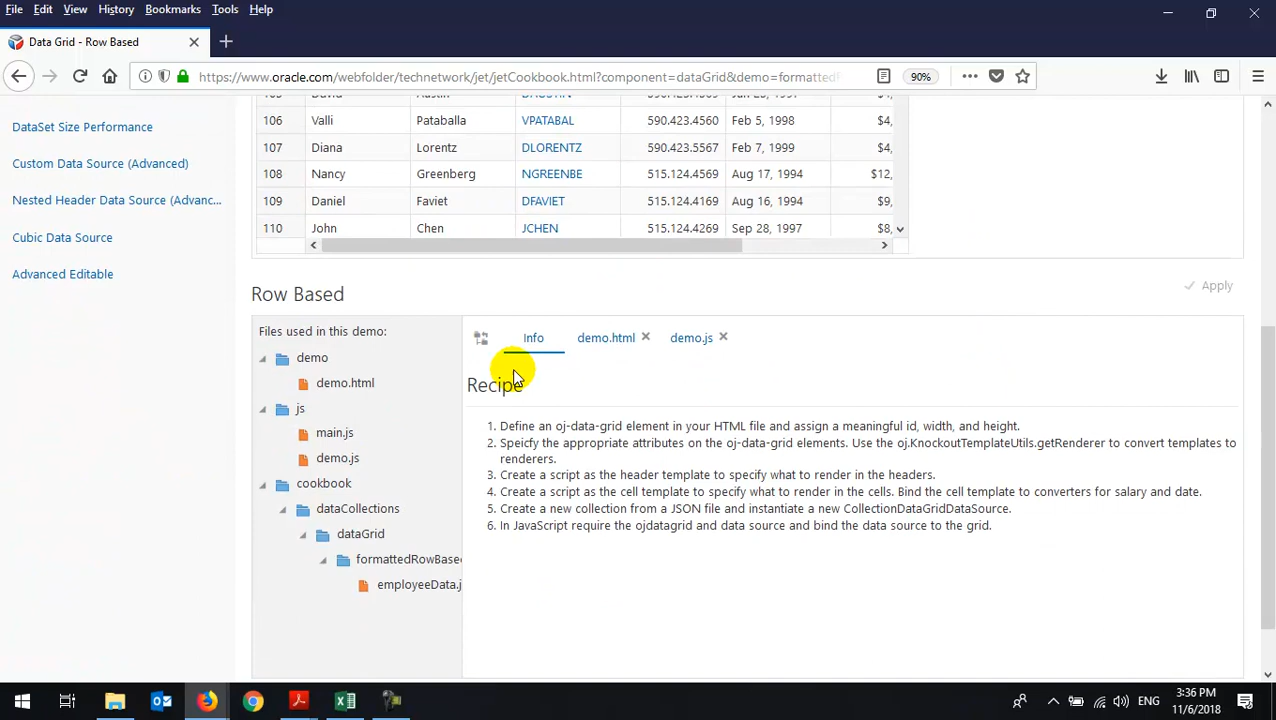 File Edit View History Bookmarks Tools Help
Data Grid - Row Based
https://www.oracle.com/webfolder/technetwork/jet/jetCookbook.html?component=dataGrid&demo=formatted 90%
DataSet Size Performance
Custom Data Source (Advanced)
Nested Header Data Source (Advanc...
Cubic Data Source
Advanced Editable
106 Valli Pataballa VPATABAL 590.423.4560 Feb 5, 1998 $4,
107 Diana Lorentz DLORENTZ 590.423.5567 Feb 7, 1999 $4,
108 Nancy Greenberg NGREENBE 515.124.4569 Aug 17, 1994 $12,
109 Daniel Faviet DFAVIET 515.124.4169 Aug 16, 1994 $9,
110 John Chen JCHEN 515.124.4269 Sep 28, 1997 $8,
Row Based
Apply
Files used in this demo:
demo
demo.html
js
main.js
demo.js
cookbook
dataCollections
dataGrid
formattedRowBased
employeeData.j
Info demo.html demo.js
Recipe
1. Define an oj-data-grid element in your HTML file and assign a meaningful id, width, and height.
2. Speicfy the appropriate attributes on the oj-data-grid elements. Use the oj.KnockoutTemplateUtils.getRenderer to convert templates to
renderers.
3. Create a script as the header template to specify what to render in the headers.
4. Create a script as the cell template to specify what to render in the cells. Bind the cell template to converters for salary and date.
5. Create a new collection from a JSON file and instantiate a new CollectionDataGridDataSource.
6. In JavaScript require the ojdatagrid and data source and bind the data source to the grid.
ENG
3:36 PM
11/6/2018